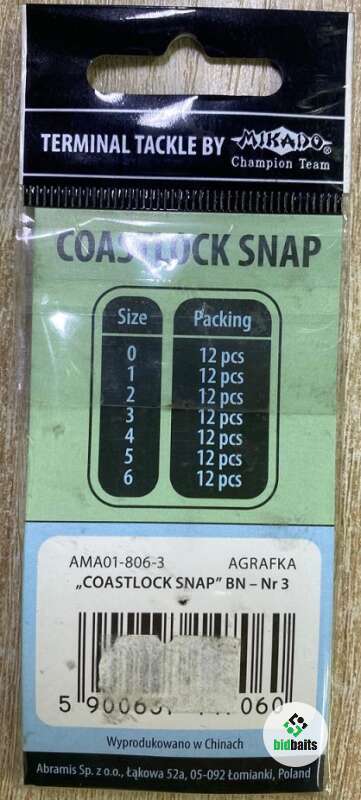 TERMINAL TACKLE BY MIKADO®
Champion Team
COASTLOCK SNAP
Size Packing
0 12 pcs
1 12 pcs
2 12 pcs
3 12 pcs
4 12 pcs
5 12 pcs
6 12 pcs
AMA01-806-3 AGRAFKA
„COASTLOCK SNAP” BN – Nr 3
5 060
bidbaits
Wyprodukowano w Chinach
Abramis Sp. z o.o., Łąkowa 52a, 05-092 Łomianki, Poland